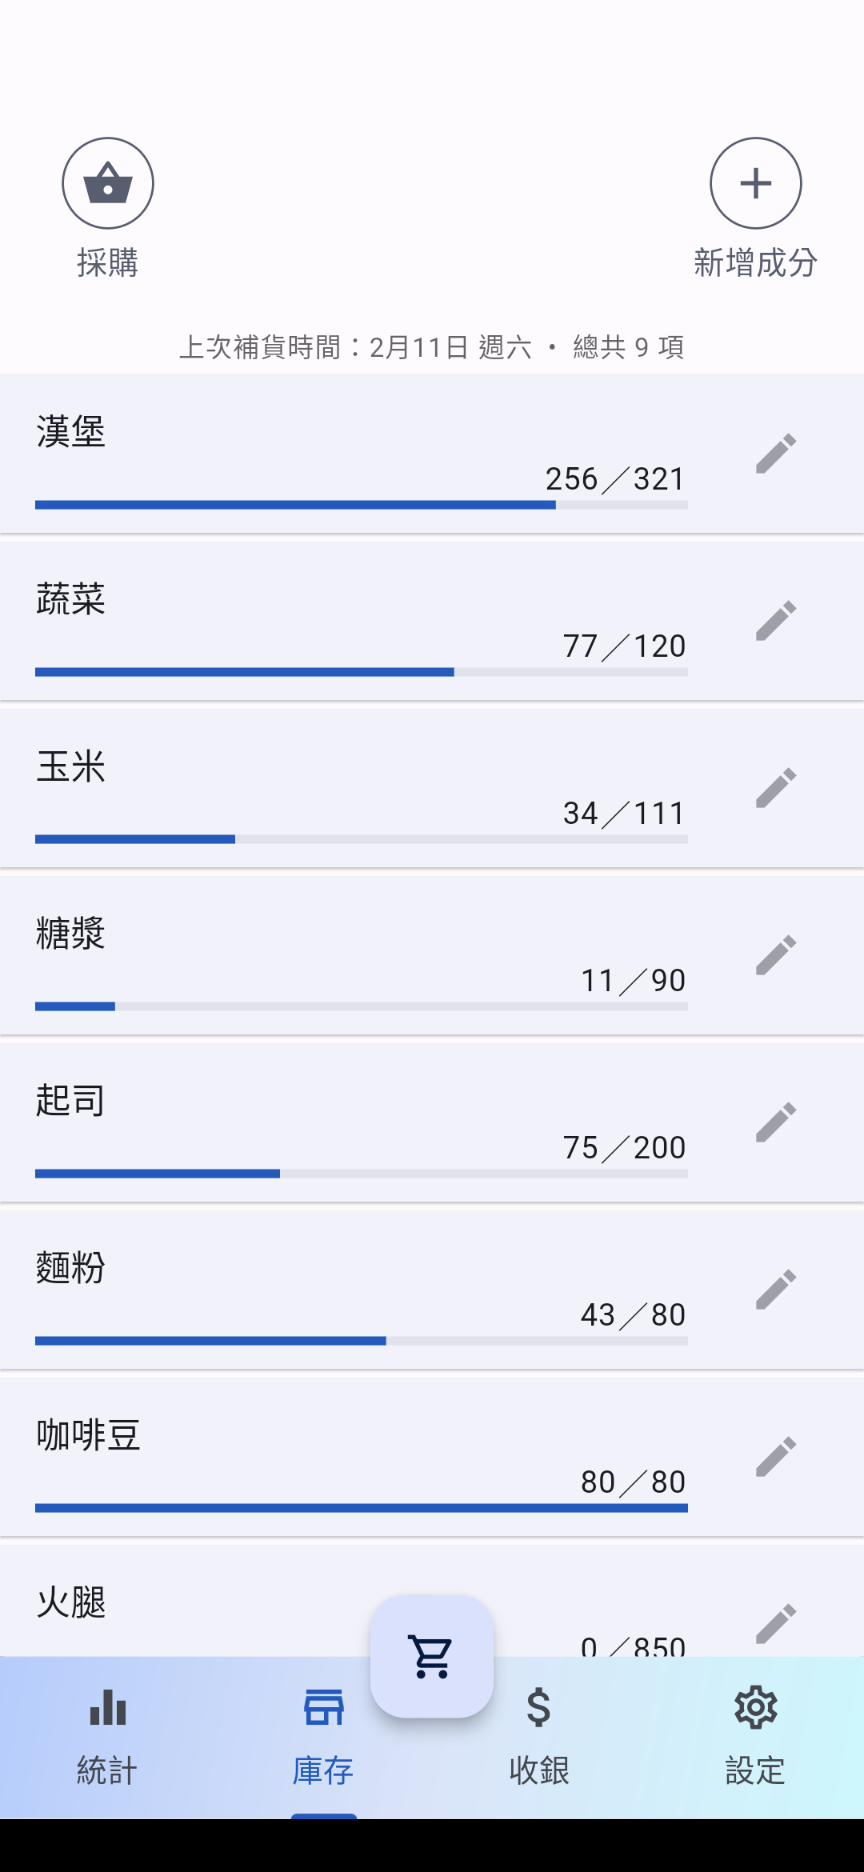 採購
新增成分
上次補貨時間：2月11日 週六 • 總共 9 項
漢堡
256／321
蔬菜
77／120
玉米
34／111
糖漿
11／90
起司
75／200
麵粉
43／80
咖啡豆
80／80
火腿
0／850
統計
庫存
收銀
設定